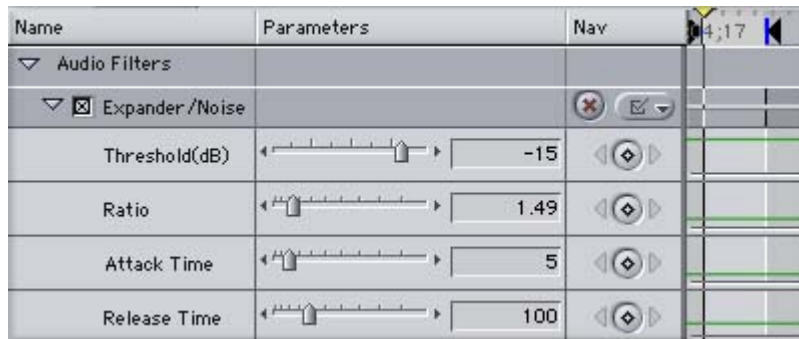 Name Parameters Nav 4;17
Audio Filters
Expander/Noise
Threshold(dB) -15
Ratio 1.49
Attack Time 5
Release Time 100